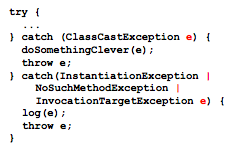 try {
...
} catch (ClassCastException e) {
doSomethingClever(e);
throw e;
} catch(InstantiationException |
NoSuchMethodException |
InvocationTargetException e) {
log(e);
throw e;
}